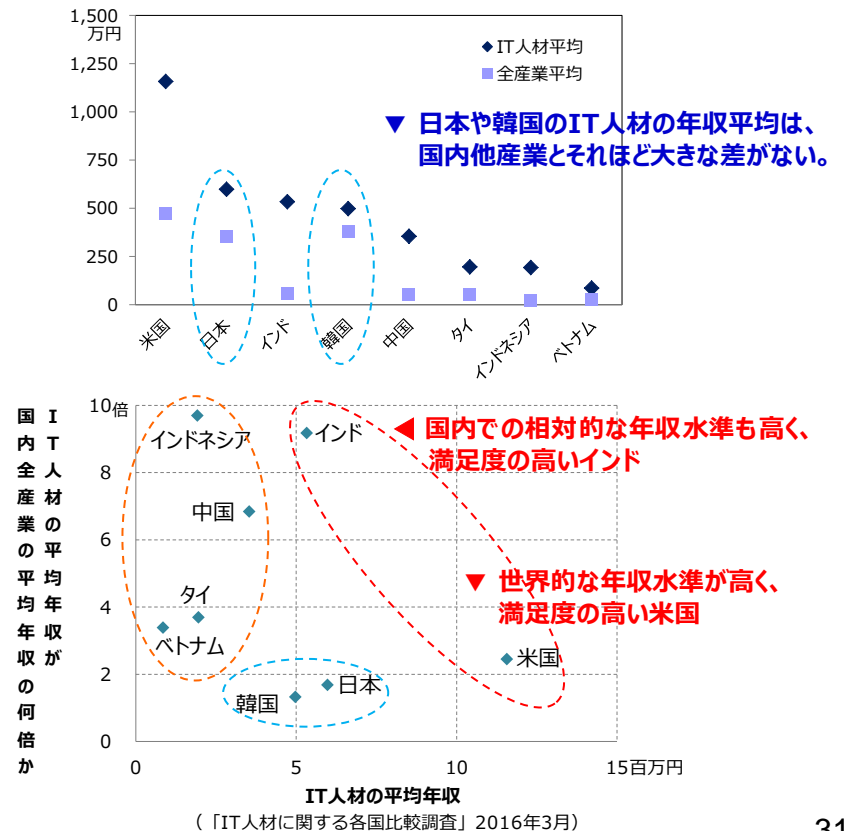 1,500
万円
1,250
1,000
750
500
250
0
◆IT人材平均
■全産業平均
▼ 日本や韓国のIT人材の年収平均は、
国内他産業とそれほど大きな差がない。
米国
日本
インド
韓国
中国
タイ
インドネシア
ベトナム
IT人材の平均年収が
国内全産業の平均年収の何倍か
10倍
8
6
4
2
0
インドネシア
インド
中国
タイ
ベトナム
韓国
日本
米国
◀ 国内での相対的な年収水準も高く、
満足度の高いインド
▼ 世界的な年収水準が高く、
満足度の高い米国
0
5
10
15百万円
IT人材の平均年収
(「IT人材に関する各国比較調査」2016年3月)
31